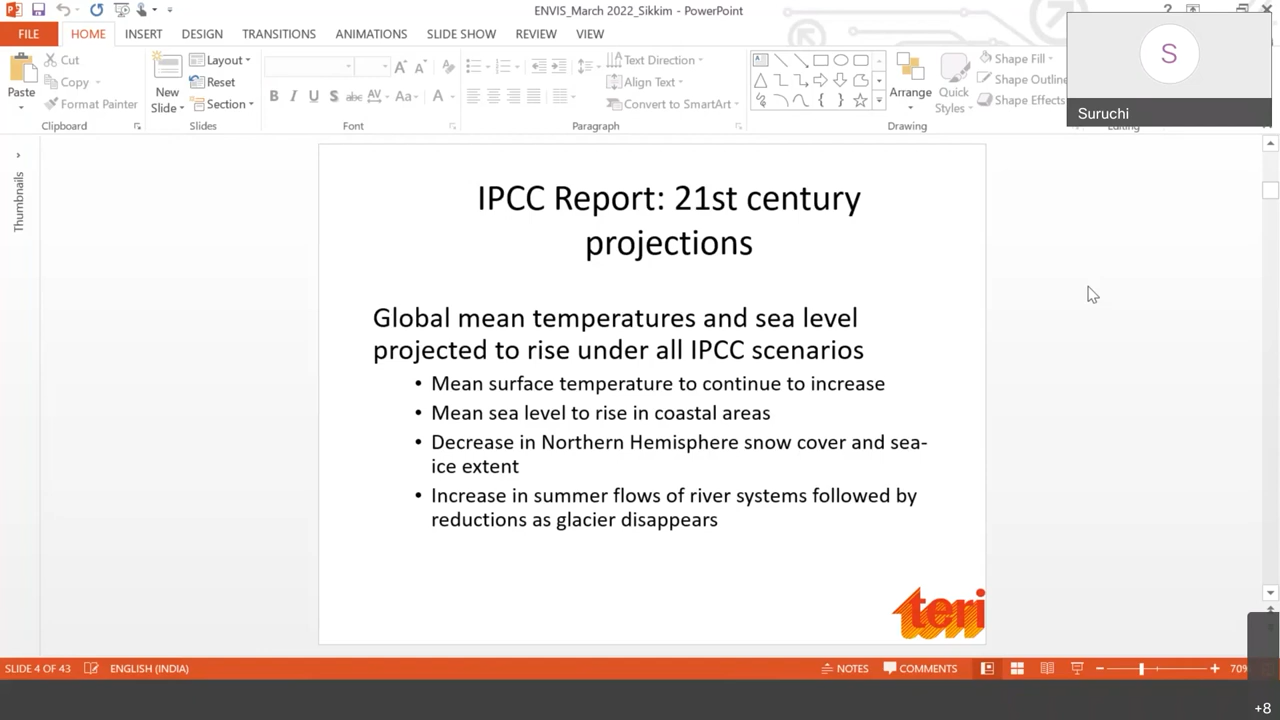 ENVIS_March 2022_Sikkim - PowerPoint
?
FILE HOME INSERT DESIGN TRANSITIONS ANIMATIONS SLIDE SHOW REVIEW VIEW
S
Suruchi
Paste
Cut
Copy
Format Painter
Clipboard
New
Slide
Layout
Reset
Section
Slides
B I U S abc AV Aa A
Font
Text Direction
Align Text
Convert to SmartArt
Paragraph
Arrange
Quick
Styles
Shape Fill
Shape Outline
Shape Effects
Drawing
Editing
Thumbnails
IPCC Report: 21st century
projections
Global mean temperatures and sea level
projected to rise under all IPCC scenarios
• Mean surface temperature to continue to increase
• Mean sea level to rise in coastal areas
• Decrease in Northern Hemisphere snow cover and sea-
ice extent
• Increase in summer flows of river systems followed by
reductions as glacier disappears
teri
SLIDE 4 OF 43 ENGLISH (INDIA) NOTES COMMENTS 70%
+8